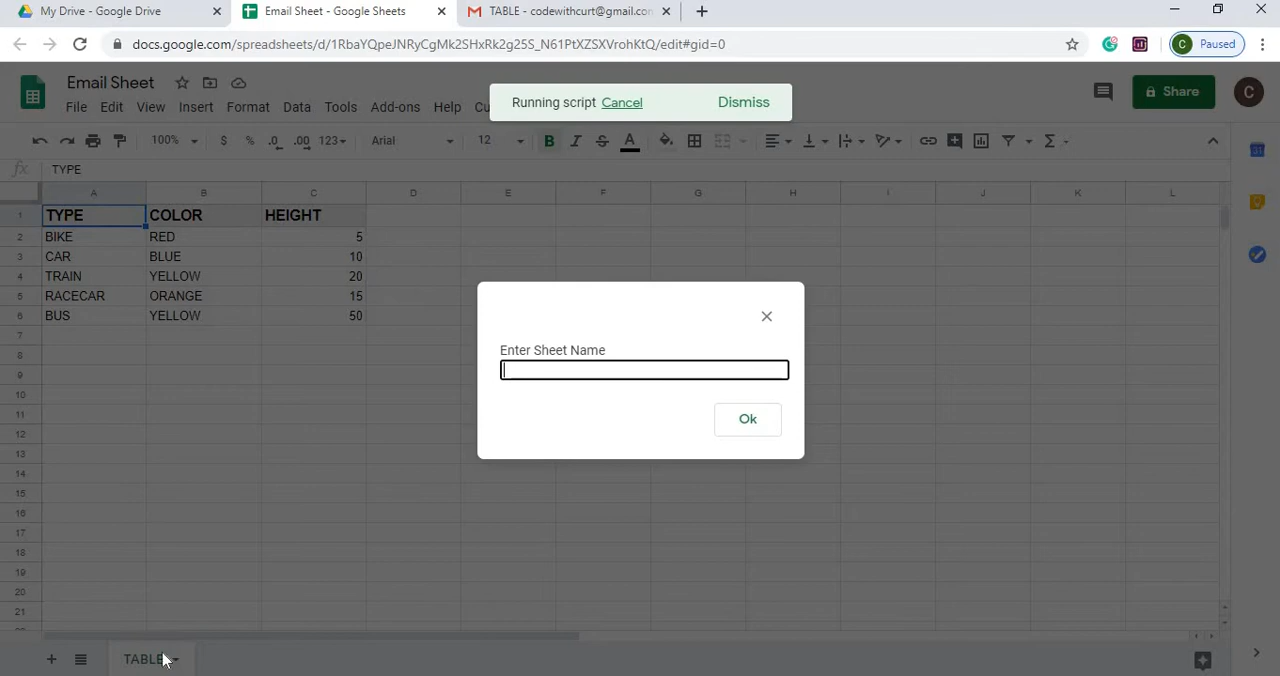 My Drive - Google Drive
Email Sheet - Google Sheets
TABLE - codewithcurt@gmail.com
docs.google.com/spreadsheets/d/1RbaYQpeJNRyCgMk2SHxRk2g25S_N61PtXZSXVrohKtQ/edit#gid=0
C Paused
Email Sheet
File Edit View Insert Format Data Tools Add-ons Help Cu
Running script Cancel Dismiss
Share
C
100% $ % .0 .00 123 Arial 12 B I S A Σ
fx TYPE
A B C D E F G H I J K L
1 TYPE COLOR HEIGHT
2 BIKE RED 5
3 CAR BLUE 10
4 TRAIN YELLOW 20
5 RACECAR ORANGE 15
6 BUS YELLOW 50
7
8
9
10
11
12
13
14
15
16
17
18
19
20
21
Enter Sheet Name
Ok
TABLE